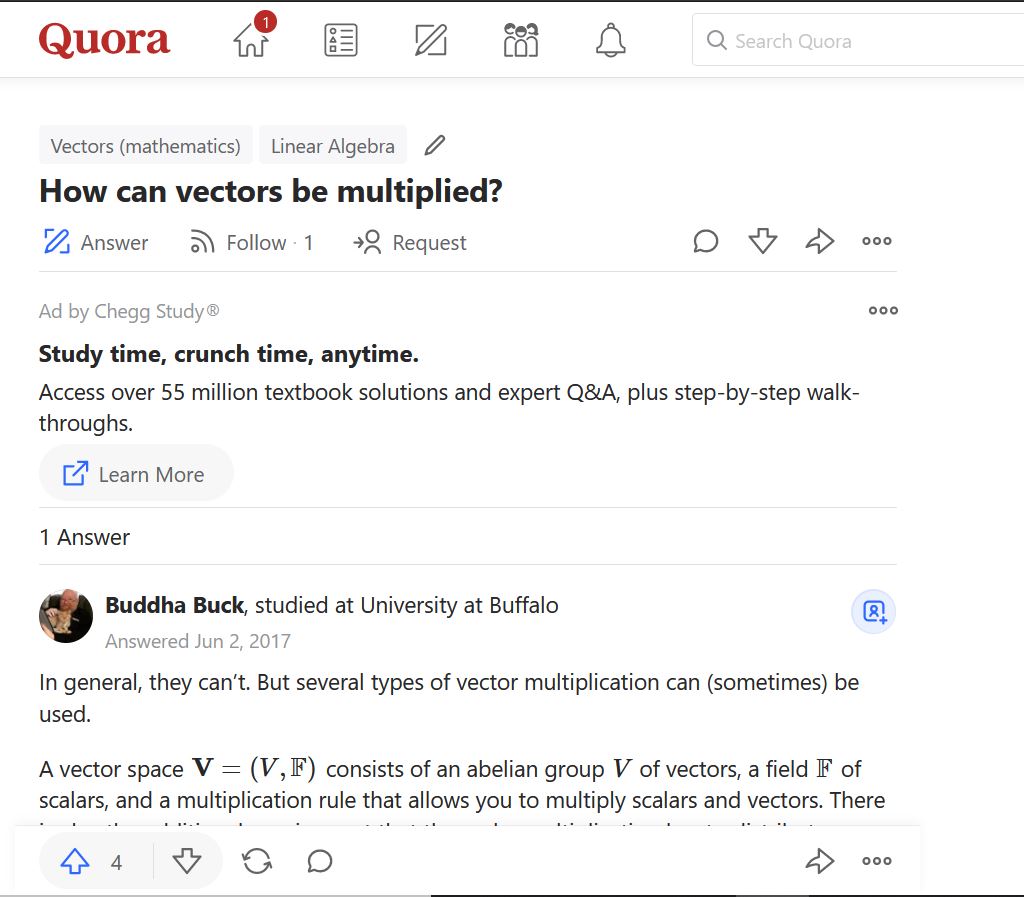 Quora
1
Search Quora
Vectors (mathematics) Linear Algebra
How can vectors be multiplied?
Answer Follow · 1 Request
Ad by Chegg Study®
Study time, crunch time, anytime.
Access over 55 million textbook solutions and expert Q&A, plus step-by-step walk-
throughs.
Learn More
1 Answer
Buddha Buck, studied at University at Buffalo
Answered Jun 2, 2017
In general, they can’t. But several types of vector multiplication can (sometimes) be
used.
A vector space 𝐕 = (V, 𝔽) consists of an abelian group V of vectors, a field 𝔽 of
scalars, and a multiplication rule that allows you to multiply scalars and vectors. There
4